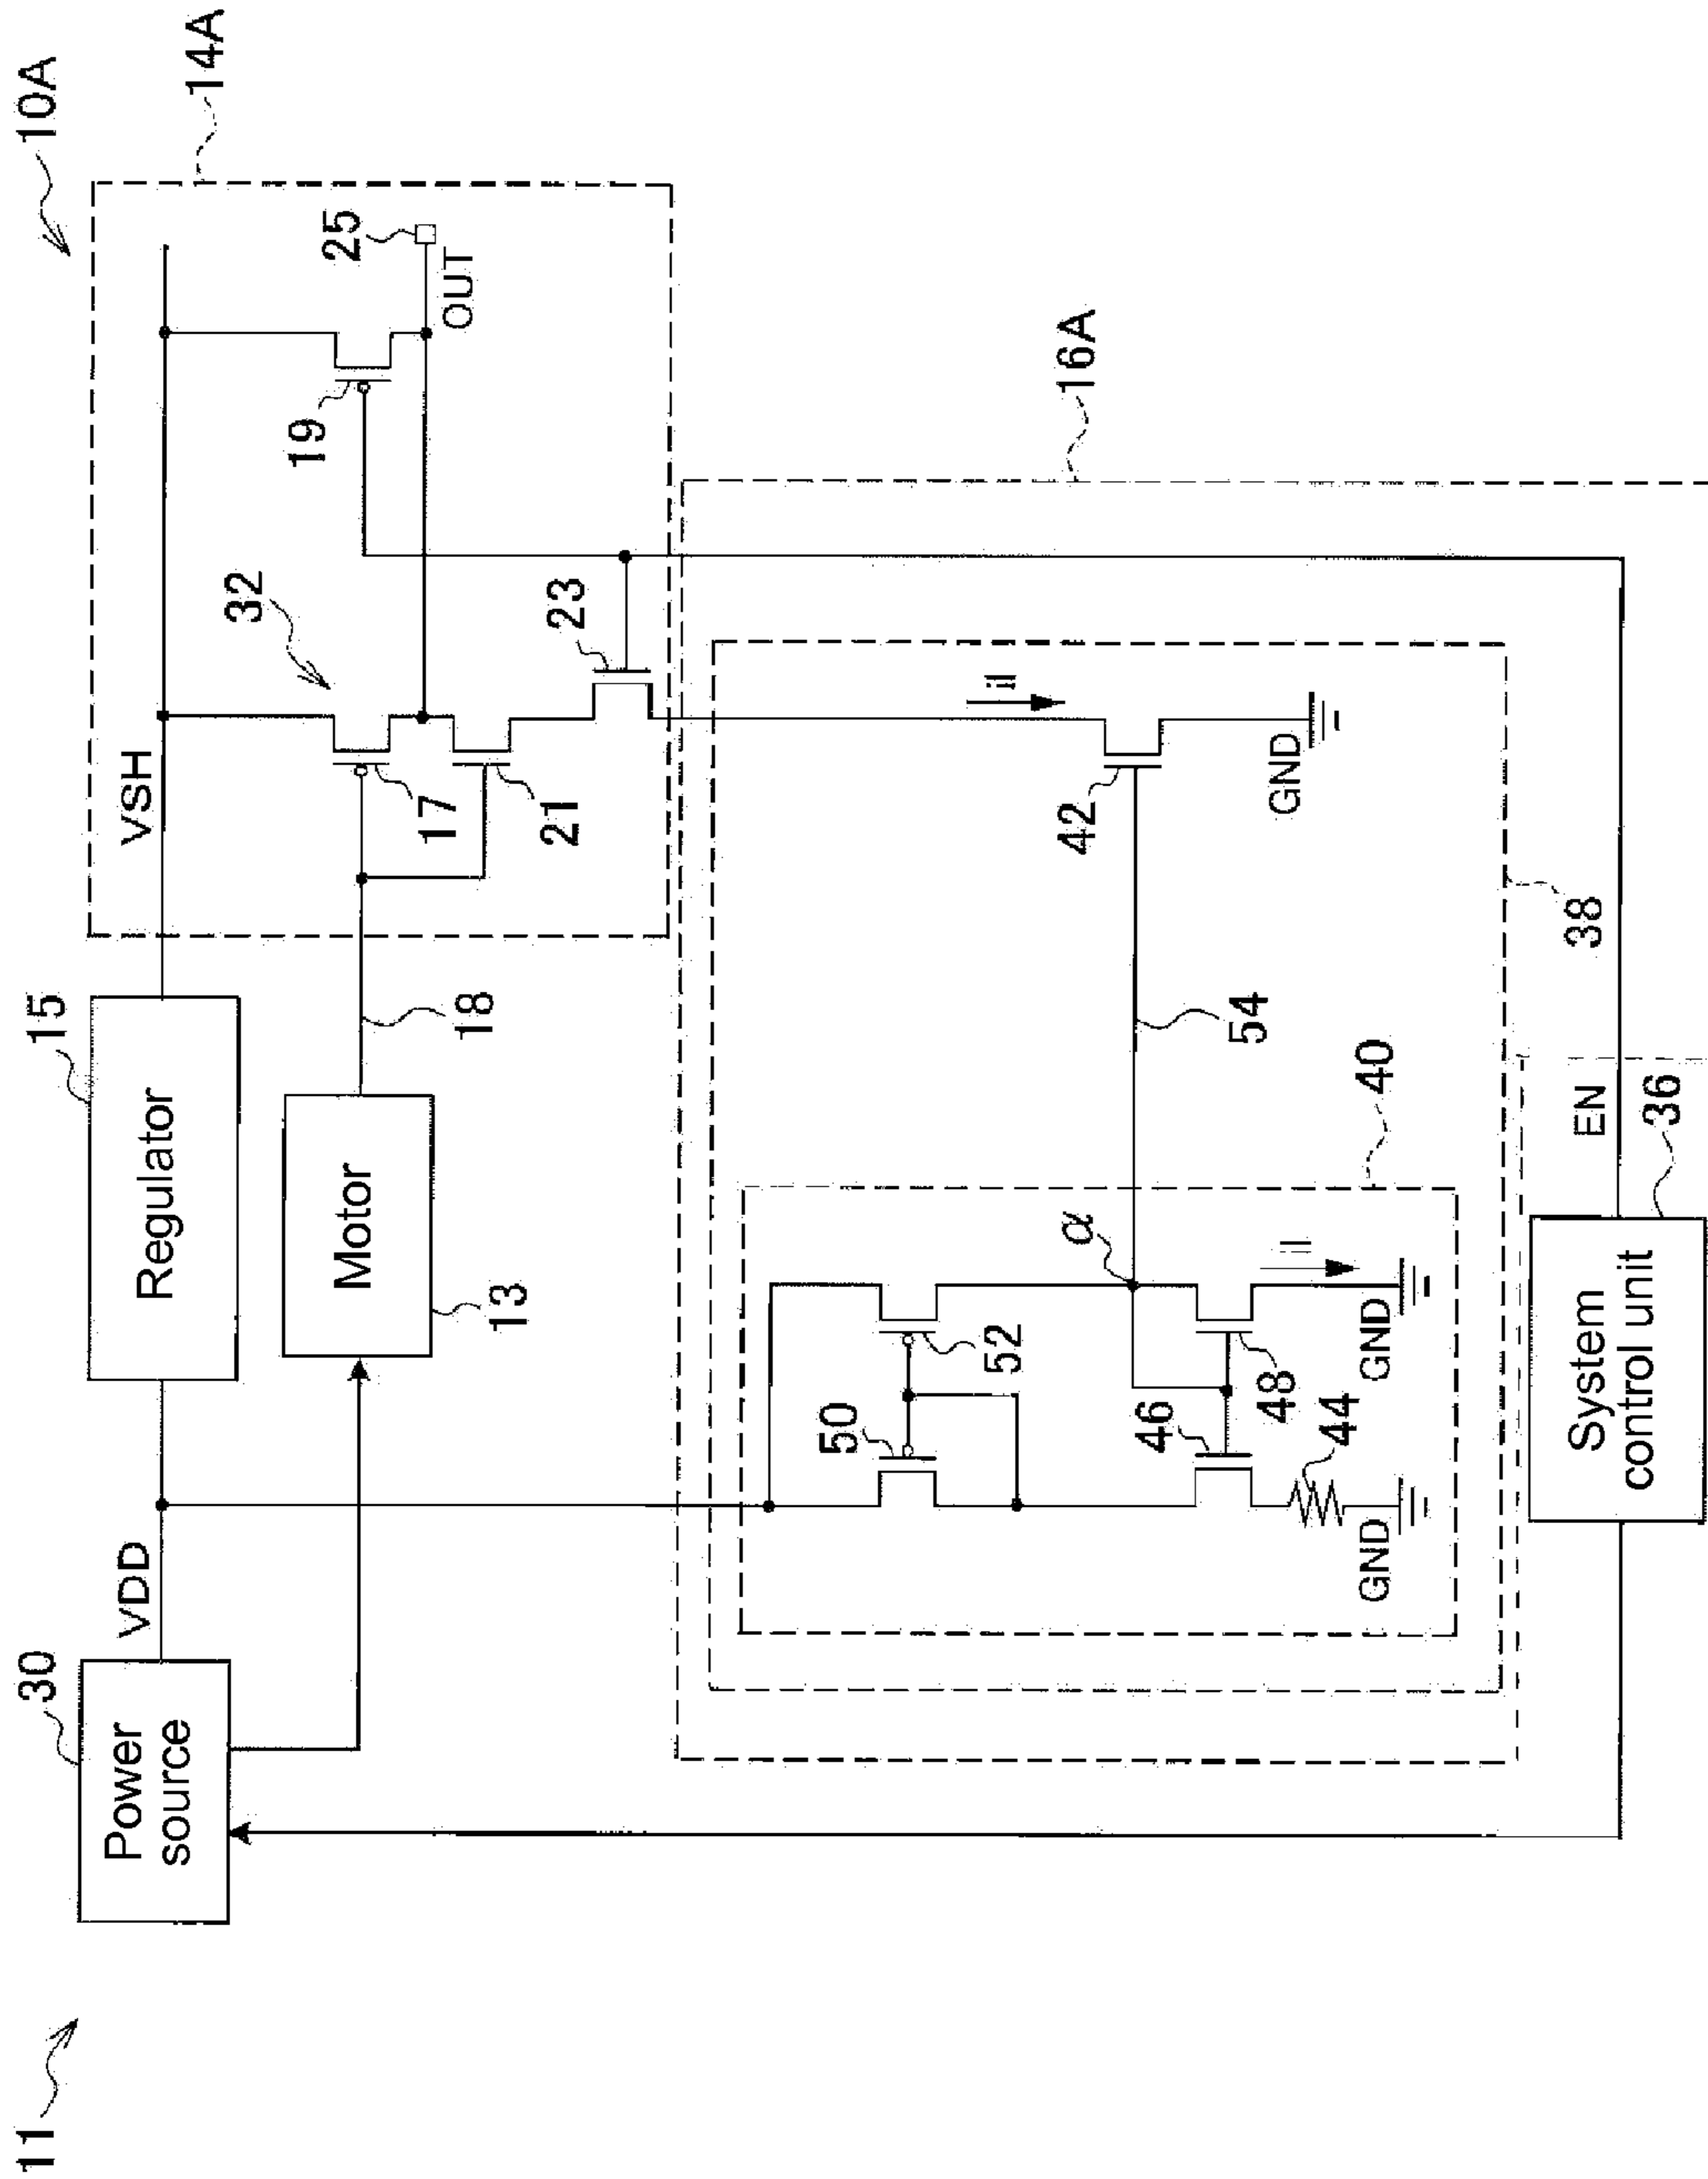 11
10A
30
Power
source
VDD
15
Regulator
VSH
14A
Motor
13
18
32
17
21
19
25
OUT
23
16A
il
42
GND
54
38
40
α
50
52
46
48
44
il
GND
GND
EN
System
control unit
36